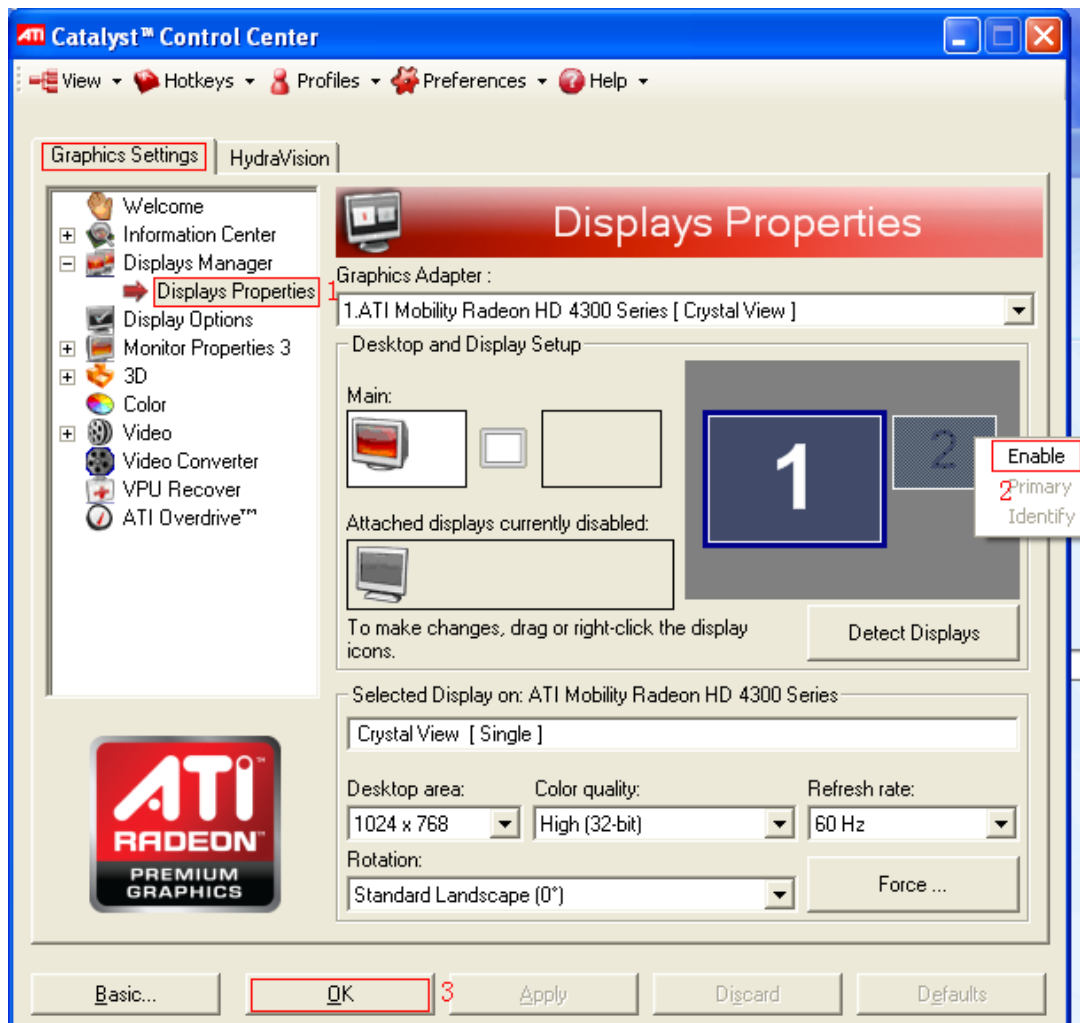 ATI Catalyst™ Control Center
View Hotkeys Profiles Preferences Help
Graphics Settings HydraVision
Welcome
Information Center
Displays Manager
Displays Properties 1
Display Options
Monitor Properties 3
3D
Color
Video
Video Converter
VPU Recover
ATI Overdrive™
Displays Properties
Graphics Adapter :
1.ATI Mobility Radeon HD 4300 Series [ Crystal View ]
Desktop and Display Setup
Main:
1
2
Enable
2 Primary
Identify
Attached displays currently disabled:
To make changes, drag or right-click the display
icons.
Detect Displays
Selected Display on: ATI Mobility Radeon HD 4300 Series
Crystal View [ Single ]
Desktop area: Color quality: Refresh rate:
1024 x 768 High (32-bit) 60 Hz
Rotation:
Standard Landscape (0°)
Force ...
ATI™
RADEON™
PREMIUM
GRAPHICS
Basic... OK 3 Apply Discard Defaults